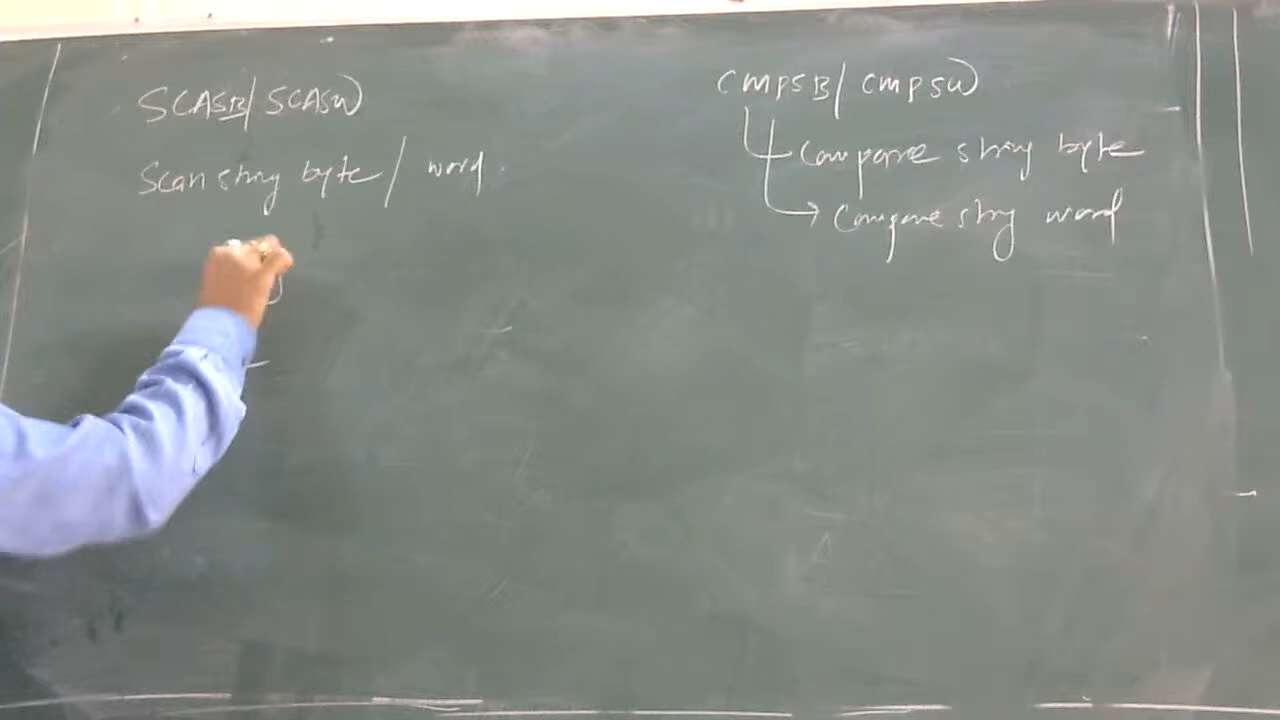 SCASB/ SCASW
Scan string byte / word.
CMPSB/ CMPSW
Compare string byte
Compare string word